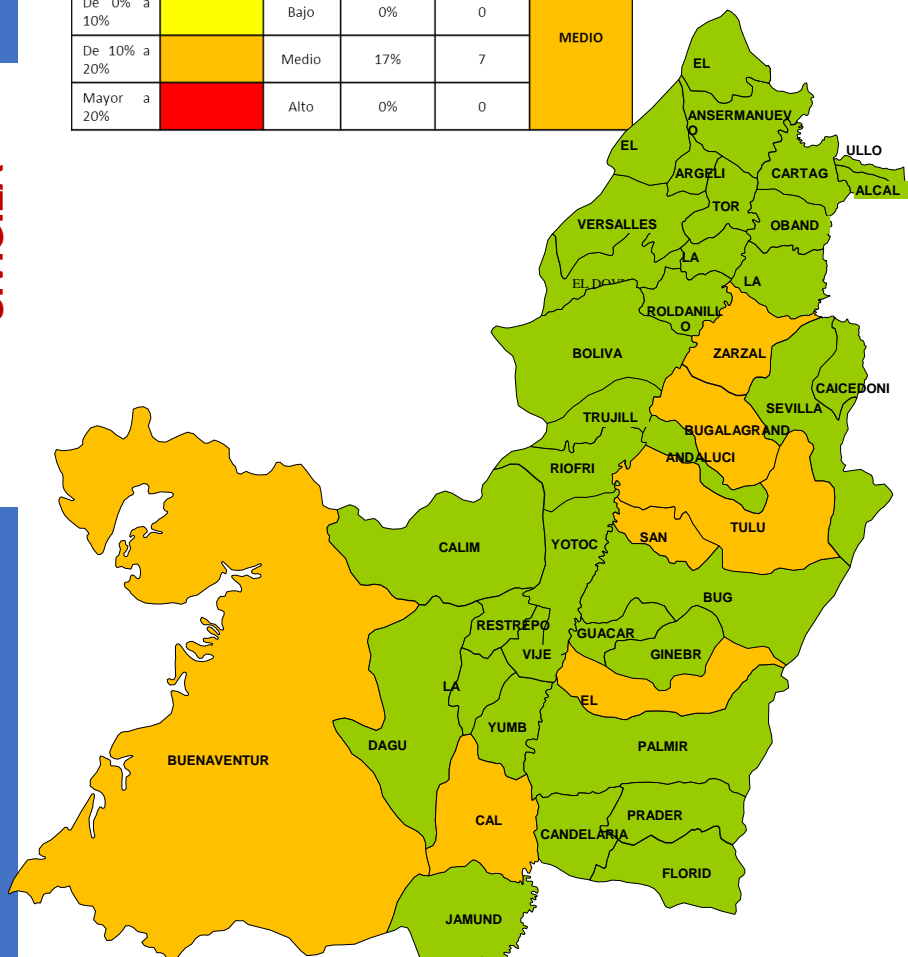 De 0% a
10%
Bajo
0%
0
De 10% a
20%
Medio
17%
7
Mayor a
20%
Alto
0%
0
MEDIO
EL
ANSERMANUEV
O
EL
ULLO
ARGELI
CARTAG
ALCAL
TOR
VERSALLES
OBAND
LA
LA
ROLDANILL
O
BOLIVA
ZARZAL
CAICEDONI
SEVILLA
TRUJILL
BUGALAGRAND
ANDALUCI
RIOFRI
TULU
SAN
YOTOC
CALIM
BUG
RESTREPO
GUACAR
VIJE
GINEBR
LA
EL
YUMB
DAGU
PALMIR
BUENAVENTUR
PRADER
CAL
CANDELARIA
FLORID
JAMUND